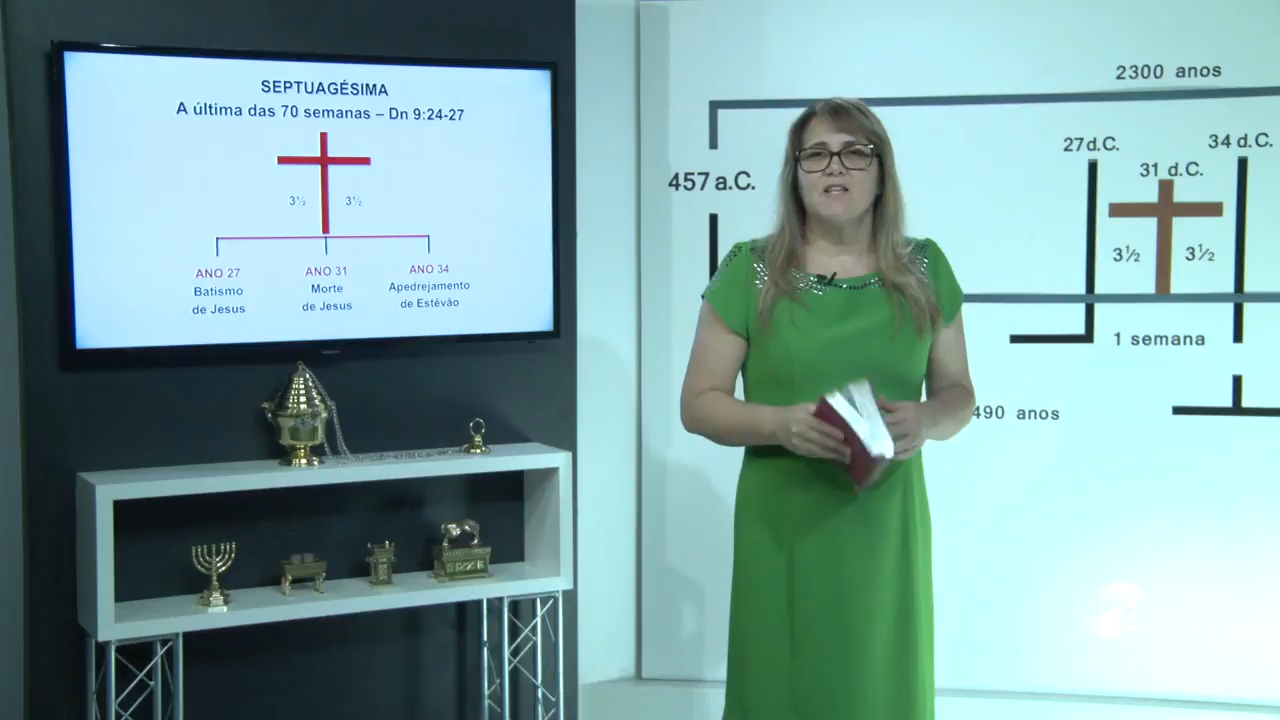 SEPTUAGÉSIMA
A última das 70 semanas – Dn 9:24-27
3½ 3½
ANO 27
Batismo
de Jesus
ANO 31
Morte
de Jesus
ANO 34
Apedrejamento
de Estêvão
2300 anos
457 a.C.
27 d.C.
31 d.C.
34 d.C.
3½ 3½
1 semana
490 anos